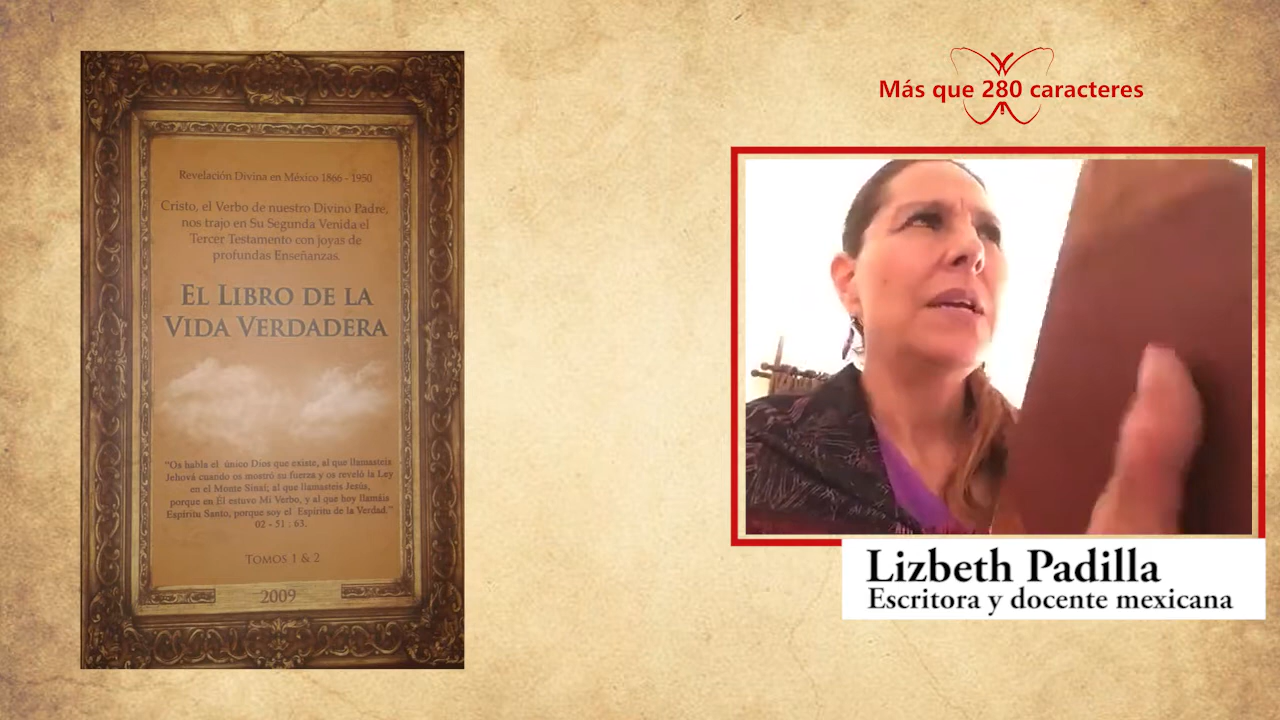 Revelación Divina en México 1866 - 1950
Cristo, el Verbo de nuestro Divino Padre,
nos trajo en Su Segunda Venida el
Tercer Testamento con joyas de
profundas Enseñanzas.
EL LIBRO DE LA
VIDA VERDADERA
"Os habla el único Dios que existe, al que llamasteis
Jehová cuando os mostró su fuerza y os reveló la Ley
en el Monte Sinaí; al que llamasteis Jesús,
porque en Él estuvo Mi Verbo, y al que hoy llamáis
Espíritu Santo, porque soy el Espíritu de la Verdad."
02 - 51 : 63.
TOMOS 1 & 2
2009
Más que 280 caracteres
Lizbeth Padilla
Escritora y docente mexicana